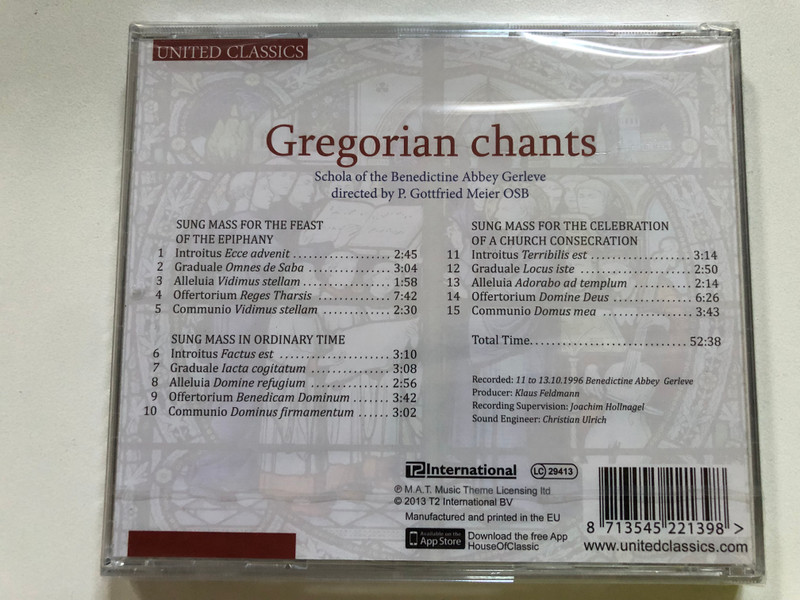 UNITED CLASSICS
Gregorian chants
Schola of the Benedictine Abbey Gerleve
directed by P. Gottfried Meier OSB
SUNG MASS FOR THE FEAST
OF THE EPIPHANY
1 Introitus Ecce advenit .................... 2:45
2 Graduale Omnes de Saba ................. 3:04
3 Alleluia Vidimus stellam ................. 1:58
4 Offertorium Reges Tharsis ............... 7:42
5 Communio Vidimus stellam .............. 2:30
SUNG MASS IN ORDINARY TIME
6 Introitus Factus est ...................... 3:10
7 Graduale Iacta cogitatum ................ 3:08
8 Alleluia Domine refugium ................ 2:56
9 Offertorium Benedicam Dominum ....... 3:42
10 Communio Dominus firmamentum ...... 3:02
SUNG MASS FOR THE CELEBRATION
OF A CHURCH CONSECRATION
11 Introitus Terribilis est .................... 3:14
12 Graduale Locus iste ...................... 2:50
13 Alleluia Adorabo ad templum ........... 2:14
14 Offertorium Domine Deus ............... 6:26
15 Communio Domus mea .................. 3:43
Total Time............................... 52:38
Recorded: 11 to 13.10.1996 Benedictine Abbey Gerleve
Producer: Klaus Feldmann
Recording Supervision: Joachim Hollnagel
Sound Engineer: Christian Ulrich
T2 International LC 29413
℗ M.A.T. Music Theme Licensing ltd
© 2013 T2 International BV
Manufactured and printed in the EU
Available on the
App Store
Download the free App
HouseOfClassic
8 713545 221398 >
www.unitedclassics.com